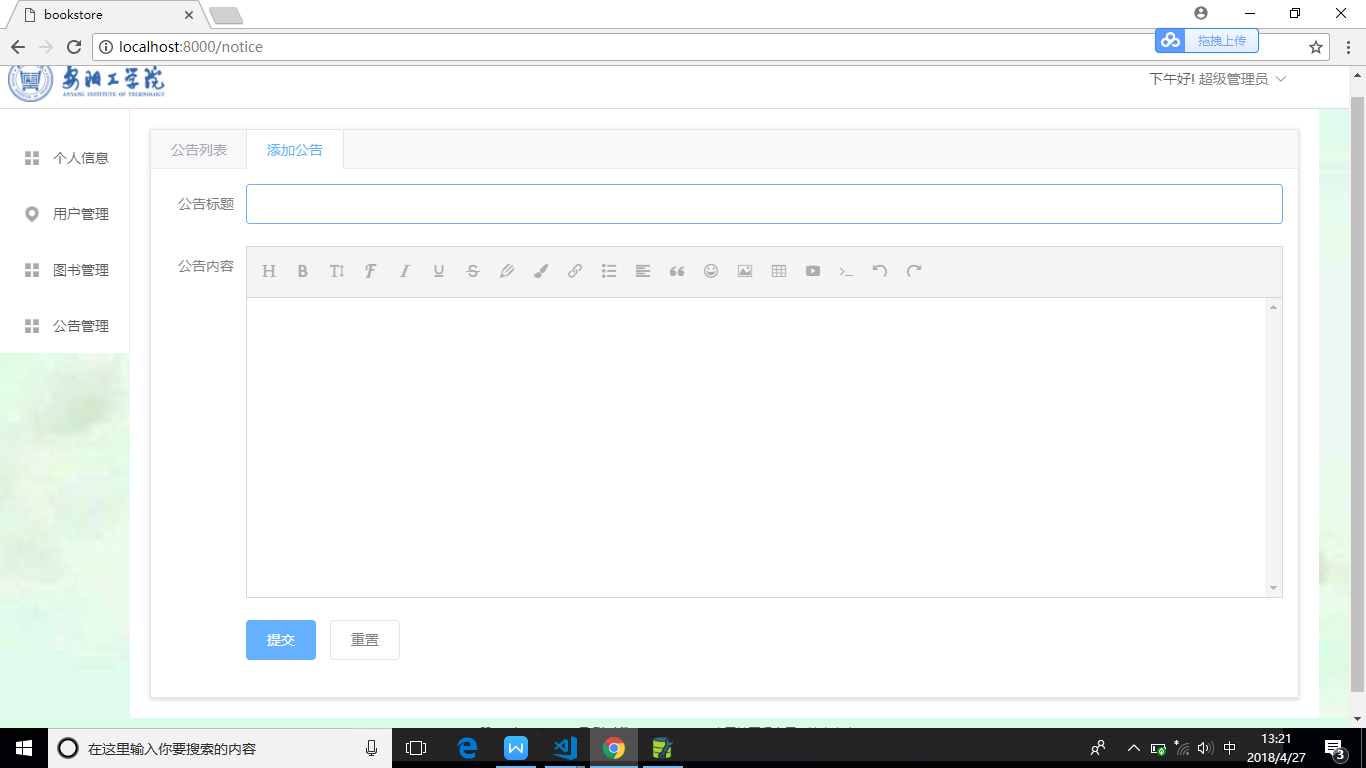 bookstore
localhost:8000/notice
拖拽上传
安阳工学院
ANYANG INSTITUTE OF TECHNOLOGY
下午好! 超级管理员
个人信息
用户管理
图书管理
公告管理
公告列表
添加公告
公告标题
公告内容
提交
重置
在这里输入你要搜索的内容
中
13:21
2018/4/27
3